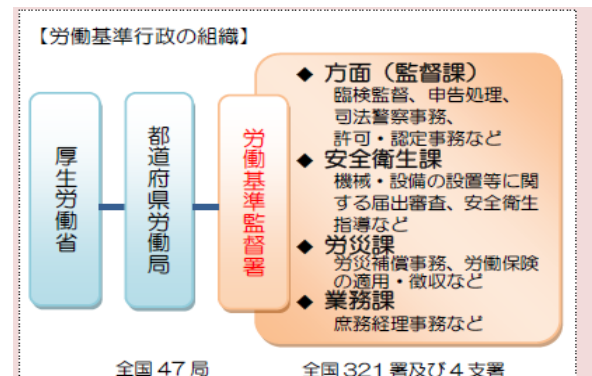 【労働基準行政の組織】
厚生労働省
都道府県労働局
労働基準監督署
◆ 方面（監督課）
臨検監督、申告処理、
司法警察事務、
許可・認定事務など
◆ 安全衛生課
機械・設備の設置等に関
する届出審査、安全衛生
指導など
◆ 労災課
労災補償事務、労働保険
の適用・徴収など
◆ 業務課
庶務経理事務など
全国 47 局
全国 321 署及び 4 支署